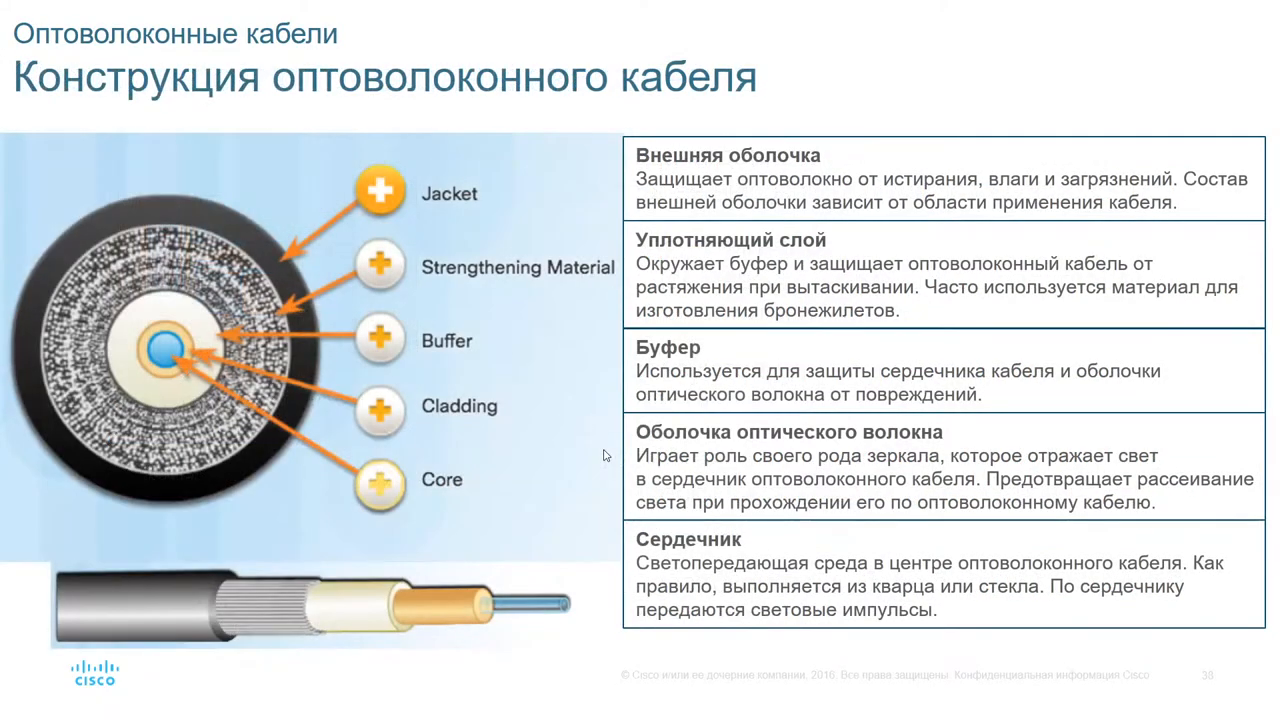 Оптоволоконные кабели
Конструкция оптоволоконного кабеля
Jacket
Strengthening Material
Buffer
Cladding
Core
Внешняя оболочка
Защищает оптоволокно от истирания, влаги и загрязнений. Состав
внешней оболочки зависит от области применения кабеля.
Уплотняющий слой
Окружает буфер и защищает оптоволоконный кабель от
растяжения при вытаскивании. Часто используется материал для
изготовления бронежилетов.
Буфер
Используется для защиты сердечника кабеля и оболочки
оптического волокна от повреждений.
Оболочка оптического волокна
Играет роль своего рода зеркала, которое отражает свет
в сердечник оптоволоконного кабеля. Предотвращает рассеивание
света при прохождении его по оптоволоконному кабелю.
Сердечник
Светопередающая среда в центре оптоволоконного кабеля. Как
правило, выполняется из кварца или стекла. По сердечнику
передаются световые импульсы.
CISCO
© Cisco и/или ее дочерние компании, 2016. Все права защищены. Конфиденциальная информация Cisco
38